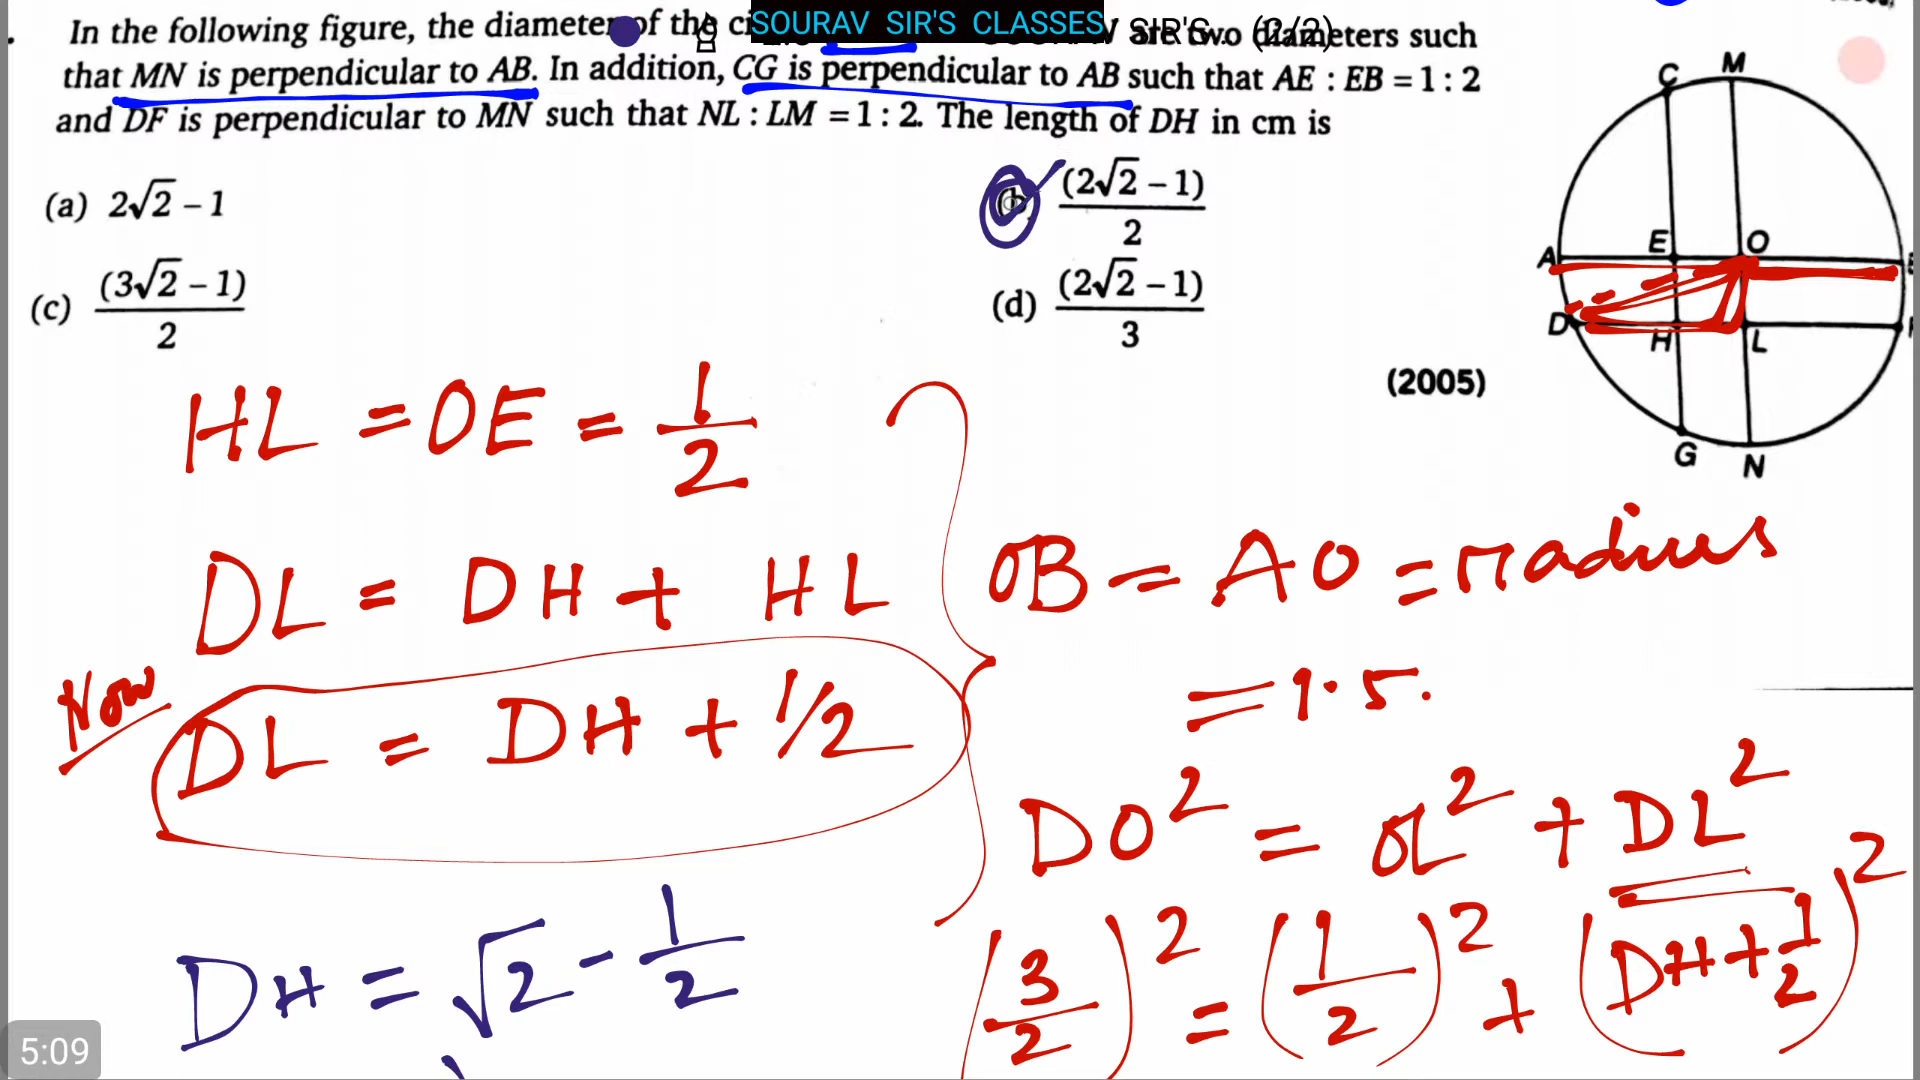 In the following figure, the diameter of the ci
SOURAV SIR'S CLASSES
SIR'S
(2/2)
are two diameters such
that MN is perpendicular to AB. In addition, CG is perpendicular to AB such that AE : EB = 1 : 2
and DF is perpendicular to MN such that NL : LM = 1 : 2. The length of DH in cm is
(a) 2√2 – 1
(b) (2√2 – 1)/2
(c) (3√2 – 1)/2
(d) (2√2 – 1)/3
(2005)
C M
A E O
D H L
G N
HL = OE = 1/2
DL = DH + HL
Now
DL = DH + 1/2
DH = √2 - 1/2
OB = AO = radius
= 1.5.
DO² = OL² + DL²
(3/2)² = (1/2)² + (DH + 1/2)²
5:09